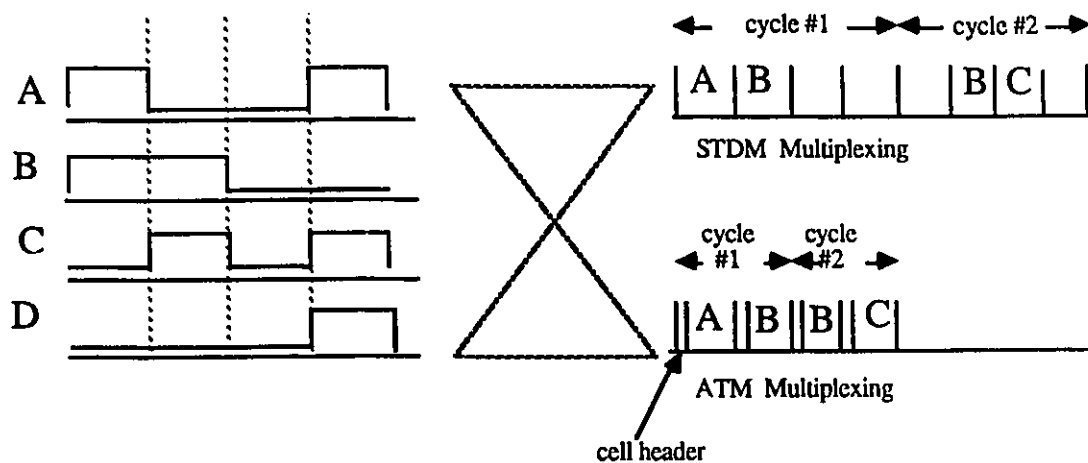 A
B
C
D
cycle #1 cycle #2
A B B C
STDM Multiplexing
cycle cycle
#1 #2
A B B C
ATM Multiplexing
cell header